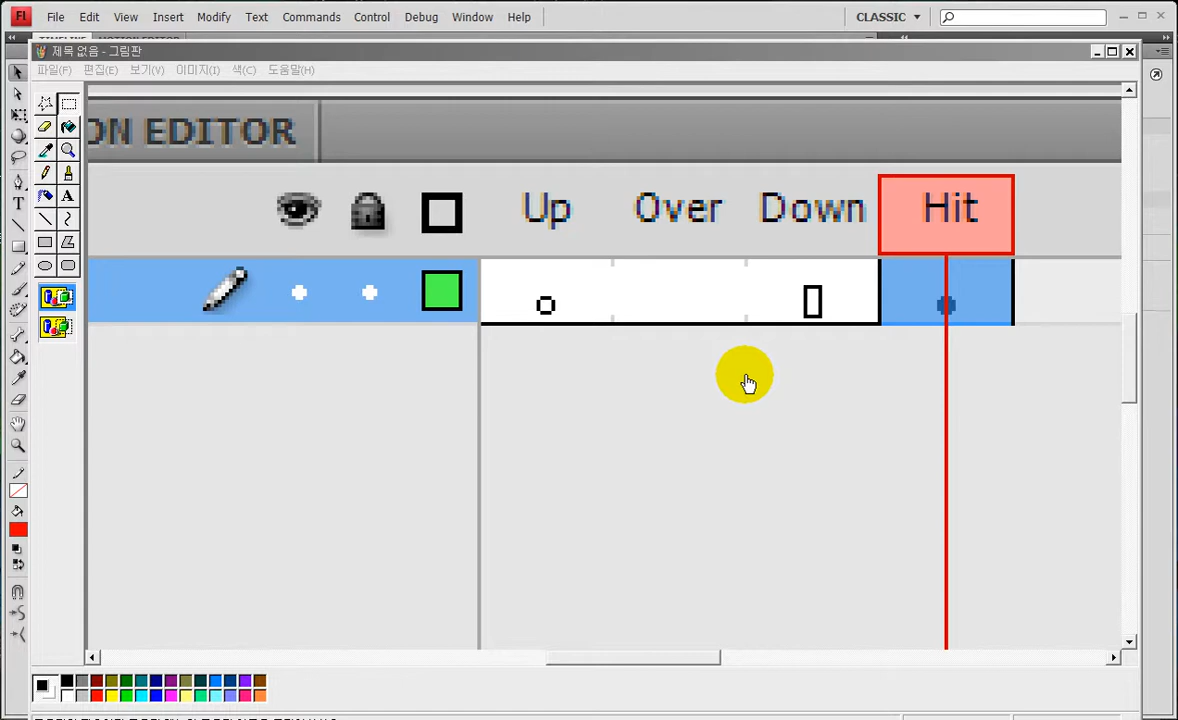 Fl File Edit View Insert Modify Text Commands Control Debug Window Help CLASSIC
제목 없음 - 그림판
파일(F) 편집(E) 보기(V) 이미지(I) 색(C) 도움말(H)
ON EDITOR
Up Over Down Hit